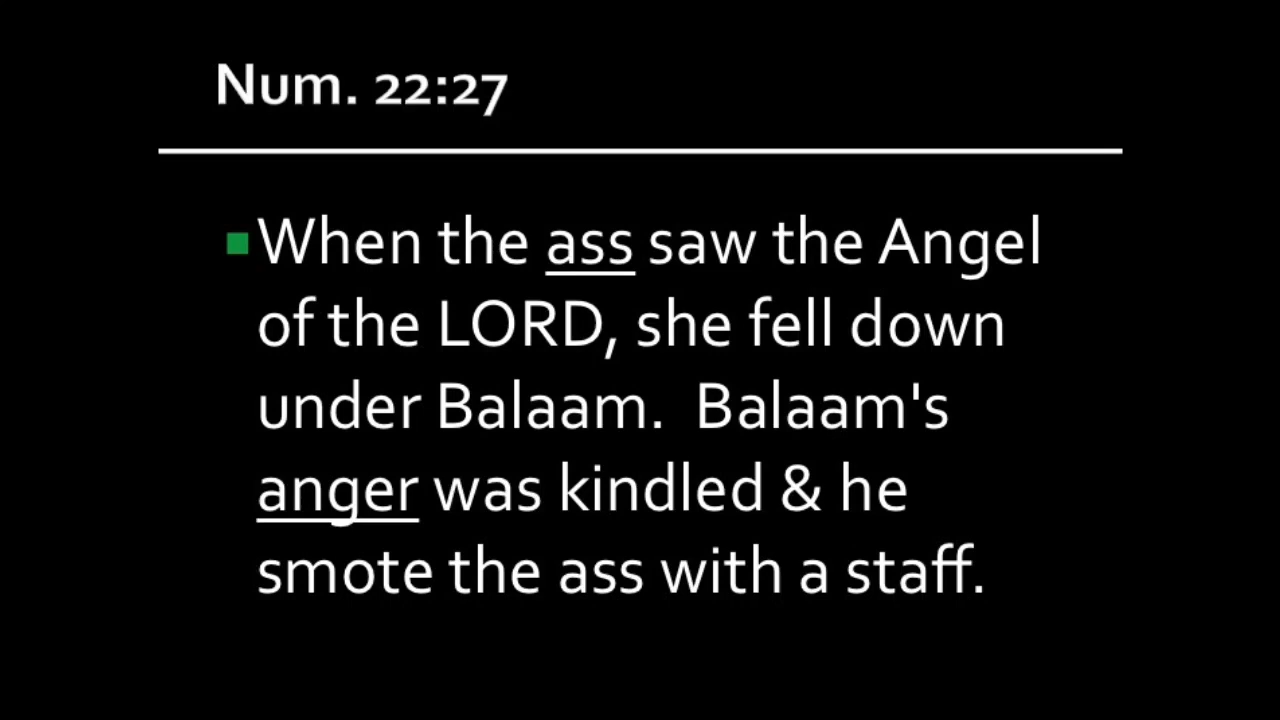 Num. 22:27
When the ass saw the Angel
of the LORD, she fell down
under Balaam.  Balaam's
anger was kindled & he
smote the ass with a staff.